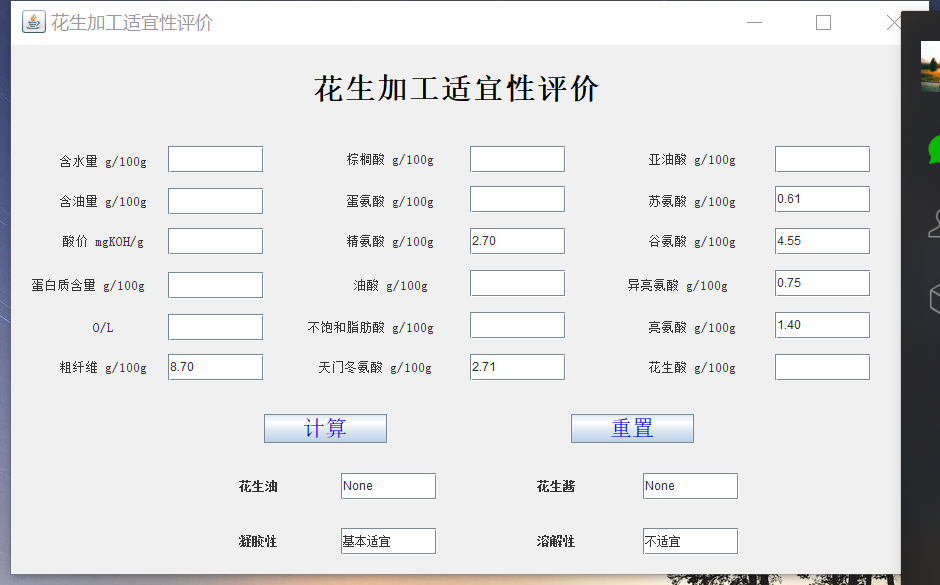 花生加工适宜性评价
花生加工适宜性评价
含水量 g/100g 棕榈酸 g/100g 亚油酸 g/100g
含油量 g/100g 蛋氨酸 g/100g 苏氨酸 g/100g 0.61
酸价 mgKOH/g 精氨酸 g/100g 2.70 谷氨酸 g/100g 4.55
蛋白质含量 g/100g 油酸 g/100g 异亮氨酸 g/100g 0.75
O/L 不饱和脂肪酸 g/100g 亮氨酸 g/100g 1.40
粗纤维 g/100g 8.70 天门冬氨酸 g/100g 2.71 花生酸 g/100g
计算 重置
花生油 None 花生酱 None
凝胶性 基本适宜 溶解性 不适宜